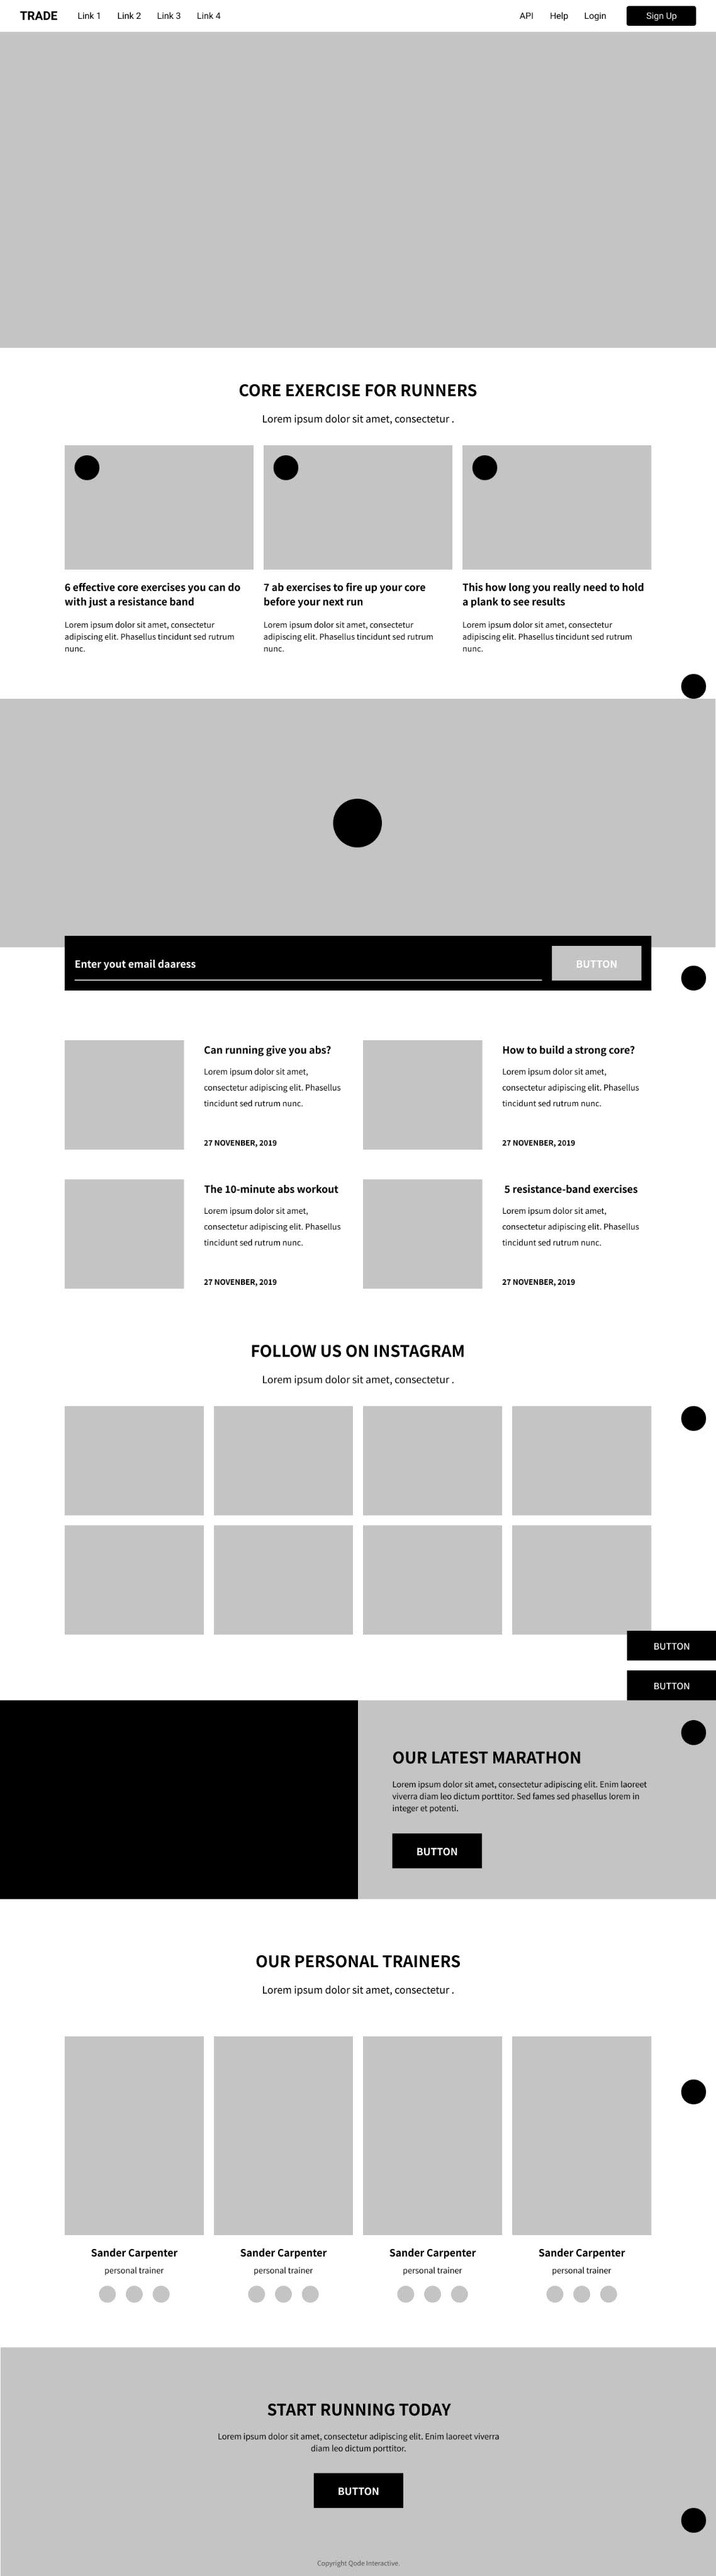 TRADE Link 1 Link 2 Link 3 Link 4 API Help Login Sign Up
CORE EXERCISE FOR RUNNERS
Lorem ipsum dolor sit amet, consectetur .
6 effective core exercises you can do
with just a resistance band
Lorem ipsum dolor sit amet, consectetur
adipiscing elit. Phasellus tincidunt sed rutrum
nunc.
7 ab exercises to fire up your core
before your next run
Lorem ipsum dolor sit amet, consectetur
adipiscing elit. Phasellus tincidunt sed rutrum
nunc.
This how long you really need to hold
a plank to see results
Lorem ipsum dolor sit amet, consectetur
adipiscing elit. Phasellus tincidunt sed rutrum
nunc.
Enter yout email daaress
BUTTON
Can running give you abs?
Lorem ipsum dolor sit amet,
consectetur adipiscing elit. Phasellus
tincidunt sed rutrum nunc.
27 NOVENBER, 2019
How to build a strong core?
Lorem ipsum dolor sit amet,
consectetur adipiscing elit. Phasellus
tincidunt sed rutrum nunc.
27 NOVENBER, 2019
The 10-minute abs workout
Lorem ipsum dolor sit amet,
consectetur adipiscing elit. Phasellus
tincidunt sed rutrum nunc.
27 NOVENBER, 2019
5 resistance-band exercises
Lorem ipsum dolor sit amet,
consectetur adipiscing elit. Phasellus
tincidunt sed rutrum nunc.
27 NOVENBER, 2019
FOLLOW US ON INSTAGRAM
Lorem ipsum dolor sit amet, consectetur .
BUTTON
BUTTON
OUR LATEST MARATHON
Lorem ipsum dolor sit amet, consectetur adipiscing elit. Enim laoreet
viverra diam leo dictum porttitor. Sed fames sed phasellus lorem in
integer et potenti.
BUTTON
OUR PERSONAL TRAINERS
Lorem ipsum dolor sit amet, consectetur .
Sander Carpenter
personal trainer
Sander Carpenter
personal trainer
Sander Carpenter
personal trainer
Sander Carpenter
personal trainer
START RUNNING TODAY
Lorem ipsum dolor sit amet, consectetur adipiscing elit. Enim laoreet viverra
diam leo dictum porttitor.
BUTTON
Copyright Qode Interactive.